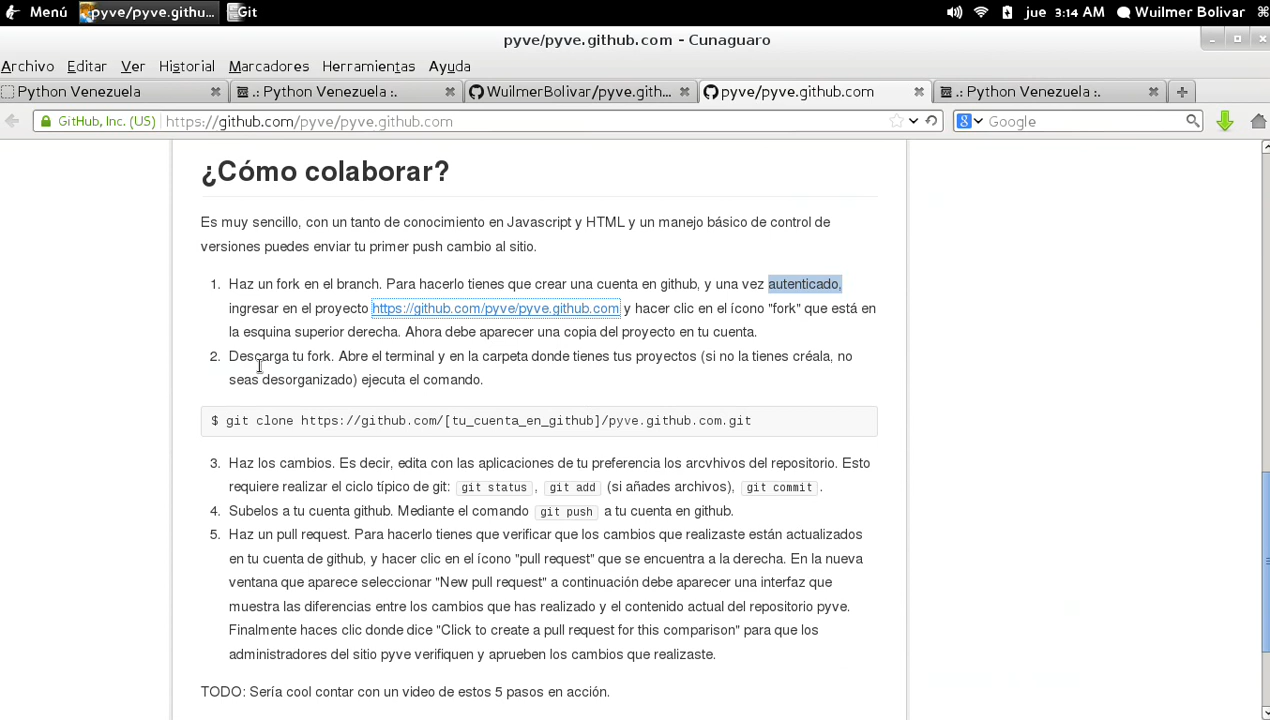 Menú pyve/pyve.githu... Git jue 3:14 AM Wuilmer Bolivar
pyve/pyve.github.com - Cunaguaro
Archivo Editar Ver Historial Marcadores Herramientas Ayuda
Python Venezuela .: Python Venezuela :. WuilmerBolivar/pyve.gith... pyve/pyve.github.com .: Python Venezuela :.
GitHub, Inc. (US) https://github.com/pyve/pyve.github.com Google
¿Cómo colaborar?
Es muy sencillo, con un tanto de conocimiento en Javascript y HTML y un manejo básico de control de
versiones puedes enviar tu primer push cambio al sitio.
1. Haz un fork en el branch. Para hacerlo tienes que crear una cuenta en github, y una vez autenticado,
ingresar en el proyecto https://github.com/pyve/pyve.github.com y hacer clic en el ícono "fork" que está en
la esquina superior derecha. Ahora debe aparecer una copia del proyecto en tu cuenta.
2. Descarga tu fork. Abre el terminal y en la carpeta donde tienes tus proyectos (si no la tienes créala, no
seas desorganizado) ejecuta el comando.
$ git clone https://github.com/[tu_cuenta_en_github]/pyve.github.com.git
3. Haz los cambios. Es decir, edita con las aplicaciones de tu preferencia los arcvhivos del repositorio. Esto
requiere realizar el ciclo típico de git: git status, git add (si añades archivos), git commit.
4. Subelos a tu cuenta github. Mediante el comando git push a tu cuenta en github.
5. Haz un pull request. Para hacerlo tienes que verificar que los cambios que realizaste están actualizados
en tu cuenta de github, y hacer clic en el ícono "pull request" que se encuentra a la derecha. En la nueva
ventana que aparece seleccionar "New pull request" a continuación debe aparecer una interfaz que
muestra las diferencias entre los cambios que has realizado y el contenido actual del repositorio pyve.
Finalmente haces clic donde dice "Click to create a pull request for this comparison" para que los
administradores del sitio pyve verifiquen y aprueben los cambios que realizaste.
TODO: Sería cool contar con un video de estos 5 pasos en acción.